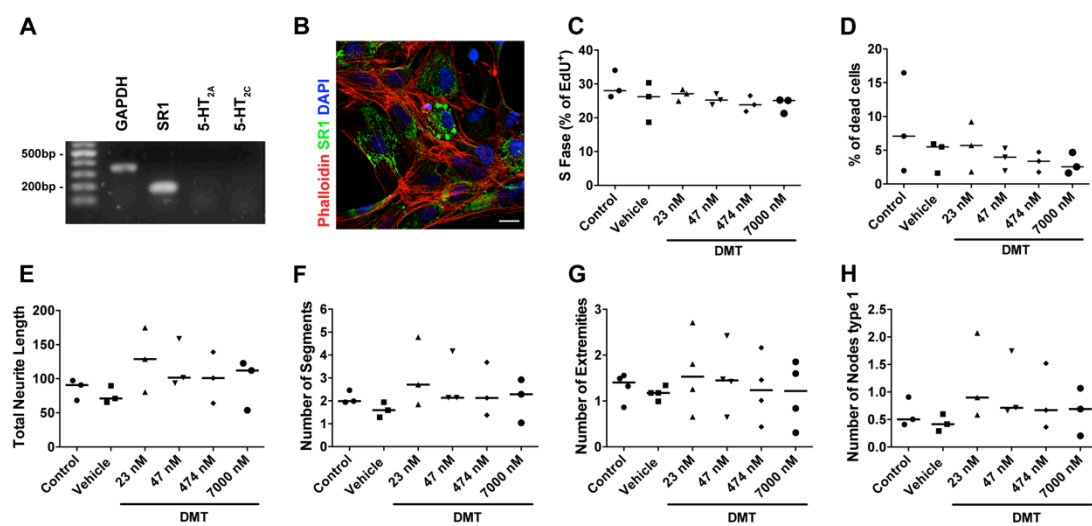 A
GAPDH
SR1
5-HT2A
5-HT2C
500bp -
200bp -
B
Phalloidin SR1 DAPI
C
S Fase (% of EdU+)
40
30
20
10
0
Control
Vehicle
23 nM
47 nM
474 nM
7000 nM
DMT
D
% of dead cells
20
15
10
5
0
Control
Vehicle
23 nM
47 nM
474 nM
7000 nM
DMT
E
Total Neurite Length
200
150
100
50
0
Control
Vehicle
23 nM
47 nM
474 nM
7000 nM
DMT
F
Number of Segments
6
5
4
3
2
1
0
Control
Vehicle
23 nM
47 nM
474 nM
7000 nM
DMT
G
Number of Extremities
3
2
1
0
Control
Vehicle
23 nM
47 nM
474 nM
7000 nM
DMT
H
Number of Nodes type 1
2.5
2.0
1.5
1.0
0.5
0.0
Control
Vehicle
23 nM
47 nM
474 nM
7000 nM
DMT